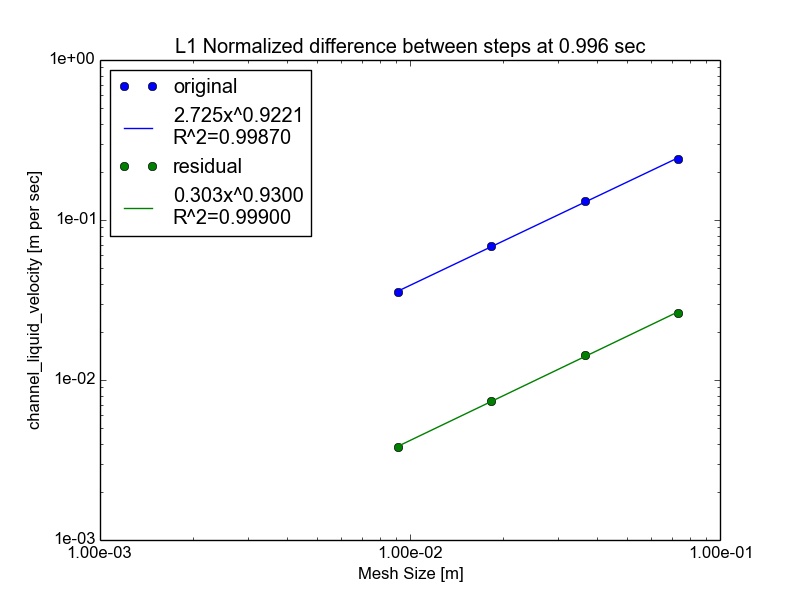 L1 Normalized difference between steps at 0.996 sec
1e+00
original
2.725x^0.9221
R^2=0.99870
residual
0.303x^0.9300
R^2=0.99900
1e-01
1e-02
1e-03
channel_liquid_velocity [m per sec]
1.00e-03
1.00e-02
1.00e-01
Mesh Size [m]